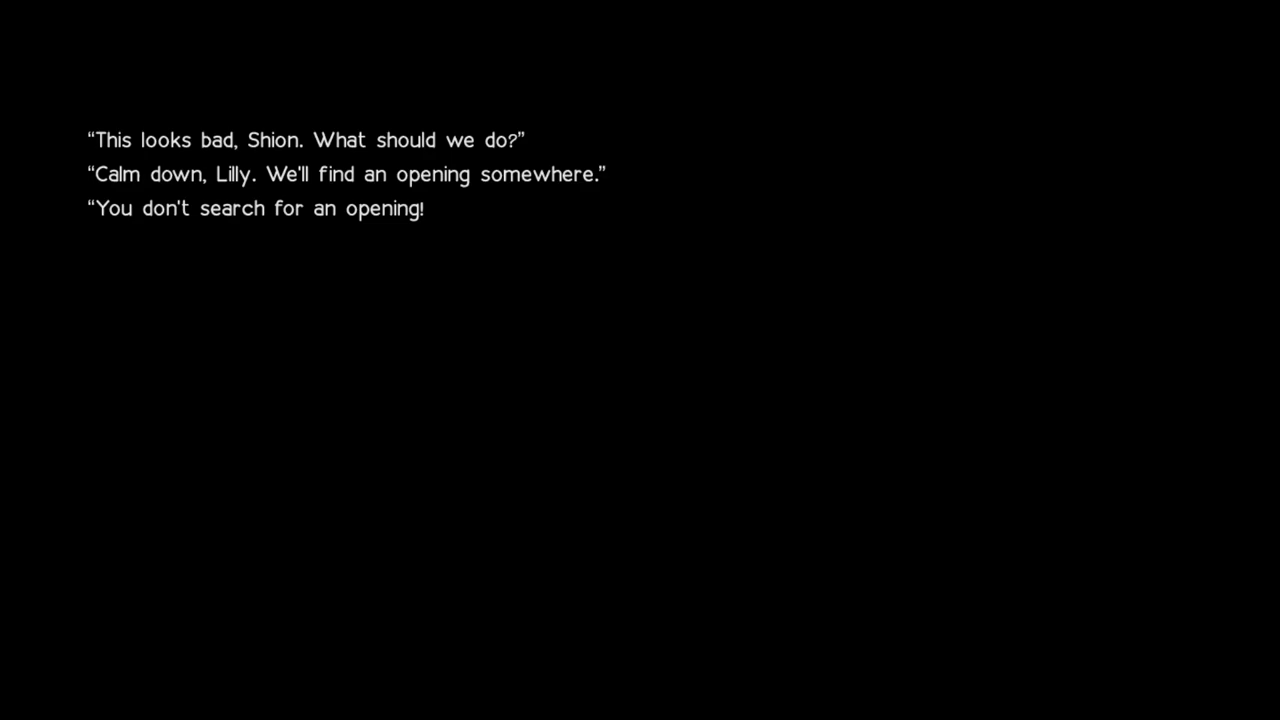 “This looks bad, Shion. What should we do?”
“Calm down, Lilly. We'll find an opening somewhere.”
“You don't search for an opening!